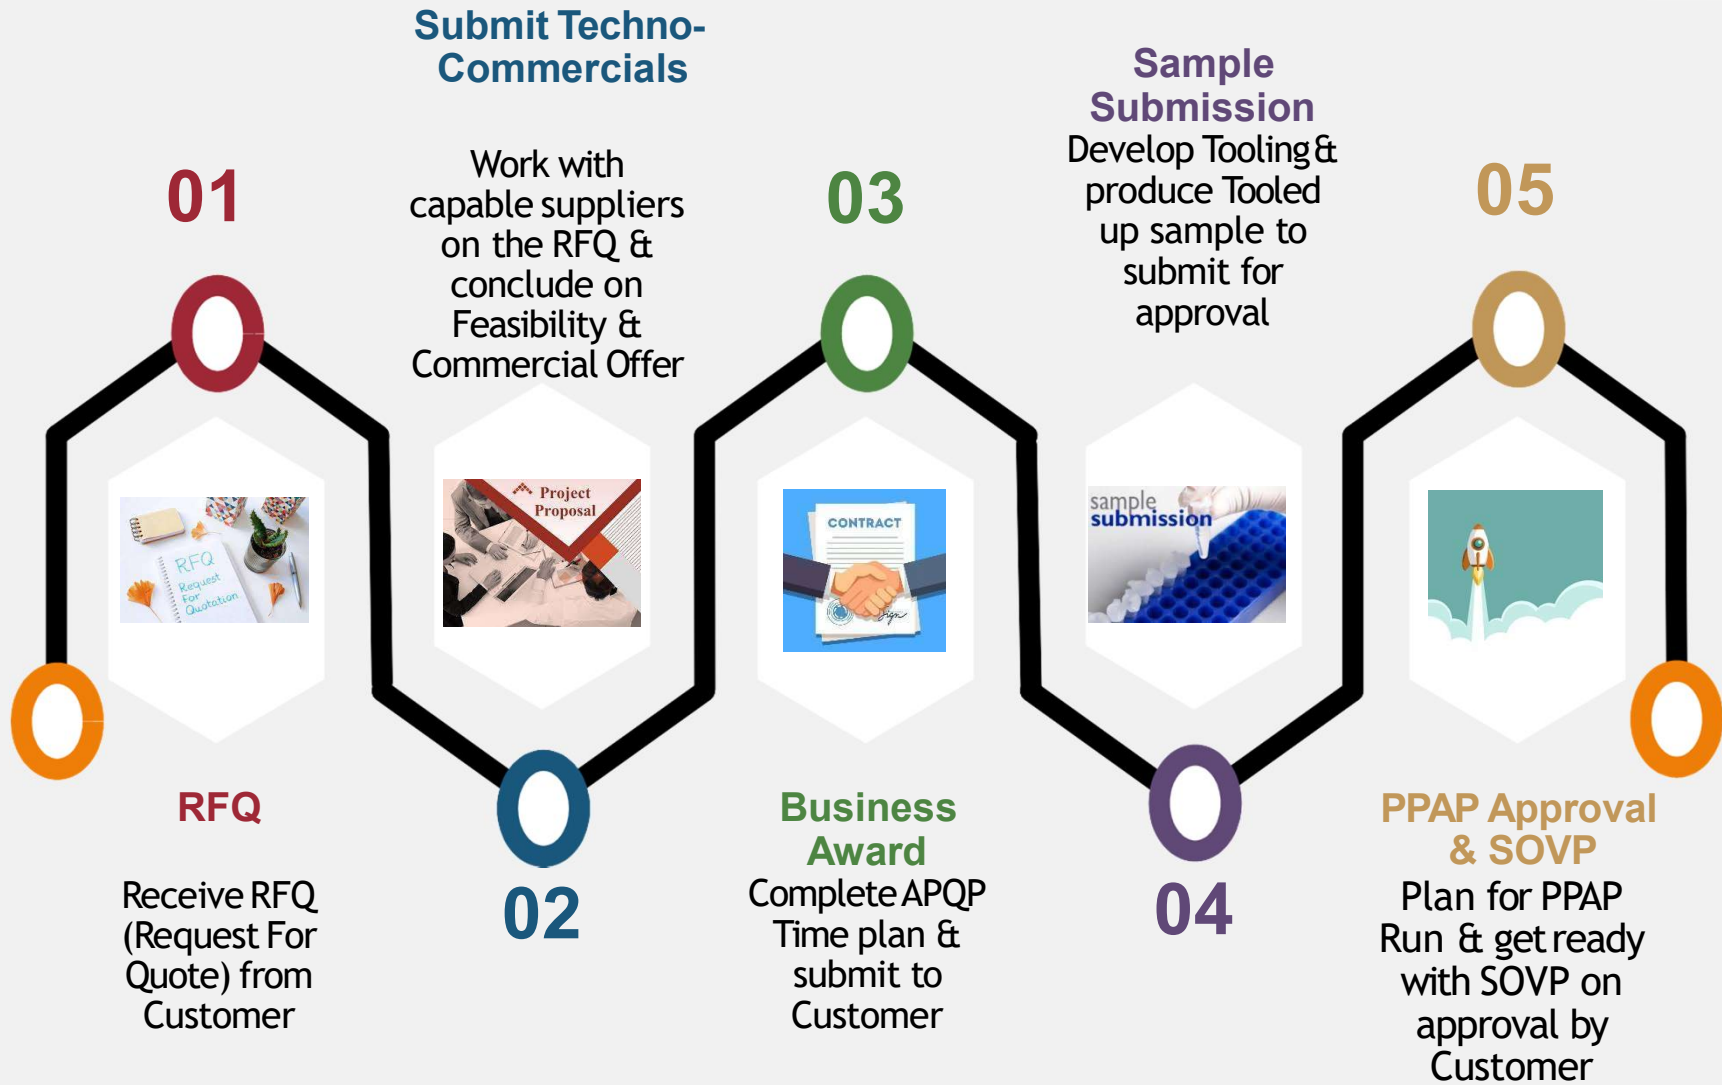 01
RFQ
Request
For
Quotation
RFQ
Receive RFQ
(Request For
Quote) from
Customer
Submit Techno-
Commercials
Work with
capable suppliers
on the RFQ &
conclude on
Feasibility &
Commercial Offer
Project
Proposal
02
03
CONTRACT
Sign
Business
Award
Complete APQP
Time plan &
submit to
Customer
Sample
Submission
Develop Tooling &
produce Tooled
up sample to
submit for
approval
sample
submission
04
05
PPAP Approval
& SOVP
Plan for PPAP
Run & get ready
with SOVP on
approval by
Customer